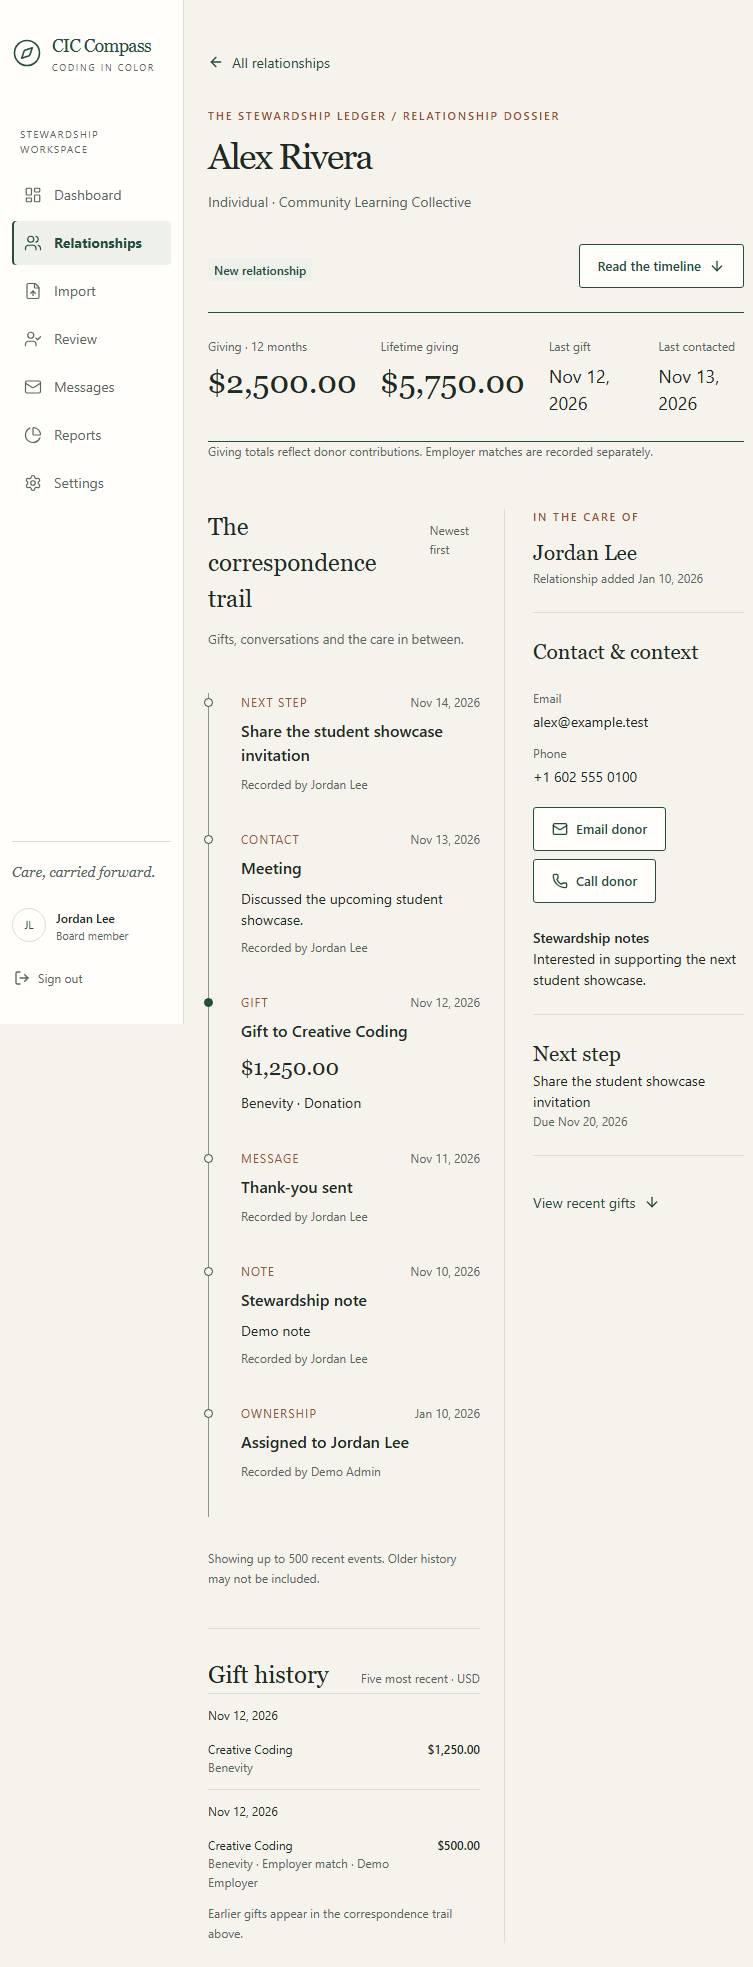 CIC Compass
CODING IN COLOR
STEWARDSHIP
WORKSPACE
Dashboard
Relationships
Import
Review
Messages
Reports
Settings
Care, carried forward.
JL
Jordan Lee
Board member
Sign out
All relationships
THE STEWARDSHIP LEDGER / RELATIONSHIP DOSSIER
Alex Rivera
Individual · Community Learning Collective
New relationship
Read the timeline
Giving · 12 months
$2,500.00
Lifetime giving
$5,750.00
Last gift
Nov 12,
2026
Last contacted
Nov 13,
2026
Giving totals reflect donor contributions. Employer matches are recorded separately.
The
correspondence
trail
Newest
first
Gifts, conversations and the care in between.
NEXT STEP
Nov 14, 2026
Share the student showcase
invitation
Recorded by Jordan Lee
CONTACT
Nov 13, 2026
Meeting
Discussed the upcoming student
showcase.
Recorded by Jordan Lee
GIFT
Nov 12, 2026
Gift to Creative Coding
$1,250.00
Benevity · Donation
MESSAGE
Nov 11, 2026
Thank-you sent
Recorded by Jordan Lee
NOTE
Nov 10, 2026
Stewardship note
Demo note
Recorded by Jordan Lee
OWNERSHIP
Jan 10, 2026
Assigned to Jordan Lee
Recorded by Demo Admin
Showing up to 500 recent events. Older history
may not be included.
Gift history
Five most recent · USD
Nov 12, 2026
Creative Coding
$1,250.00
Benevity
Nov 12, 2026
Creative Coding
$500.00
Benevity · Employer match · Demo
Employer
Earlier gifts appear in the correspondence trail
above.
IN THE CARE OF
Jordan Lee
Relationship added Jan 10, 2026
Contact & context
Email
alex@example.test
Phone
+1 602 555 0100
Email donor
Call donor
Stewardship notes
Interested in supporting the next
student showcase.
Next step
Share the student showcase
invitation
Due Nov 20, 2026
View recent gifts